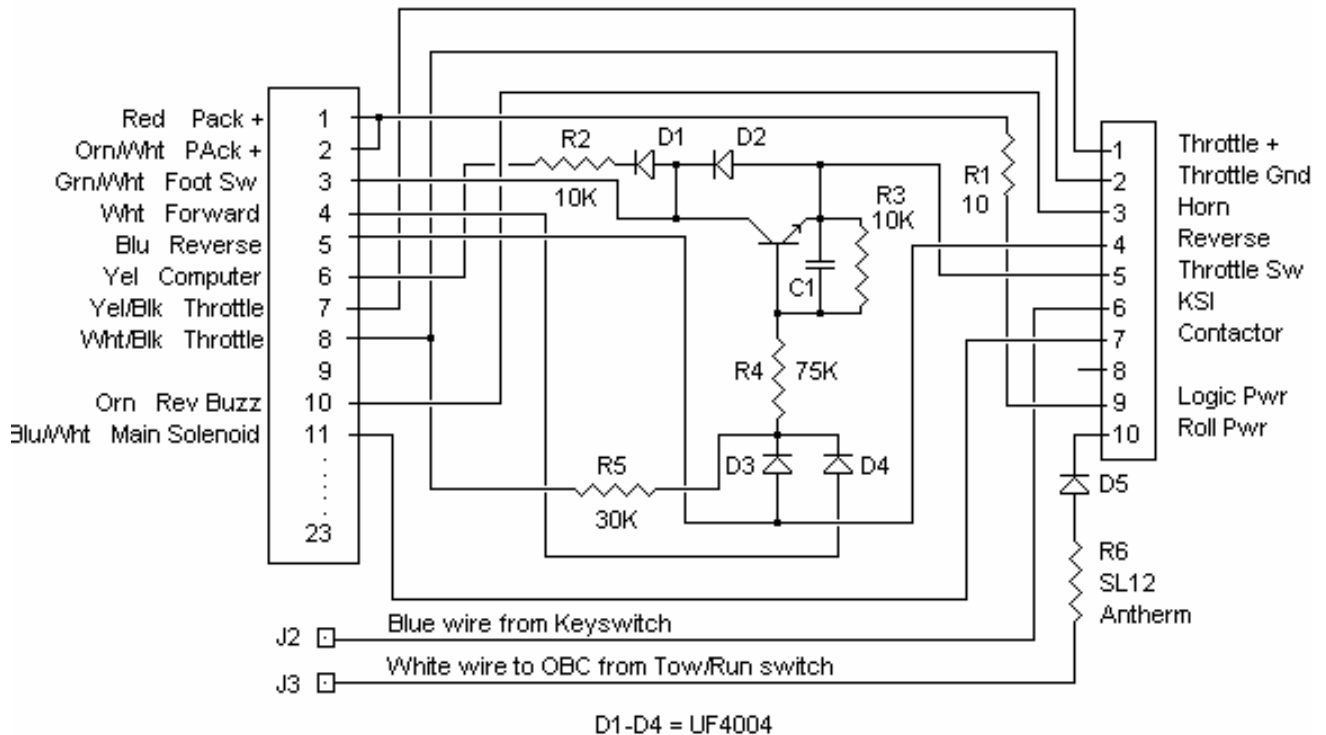 Red Pack + 1
Orn/Wht PAck + 2
Grn/Wht Foot Sw 3
Wht Forward 4
Blu Reverse 5
Yel Computer 6
Yel/Blk Throttle 7
Wht/Blk Throttle 8
9
Orn Rev Buzz 10
Blu/Wht Main Solenoid 11
23
R2
10K
D1
D2
R3
10K
C1
R4 75K
D3
D4
R5
30K
R1
10
1 Throttle +
2 Throttle Gnd
3 Horn
4 Reverse
5 Throttle Sw
6 KSI
7 Contactor
8
9 Logic Pwr
10 Roll Pwr
D5
R6
SL12
Antherm
J2 Blue wire from Keyswitch
J3 White wire to OBC from Tow/Run switch
D1-D4 = UF4004